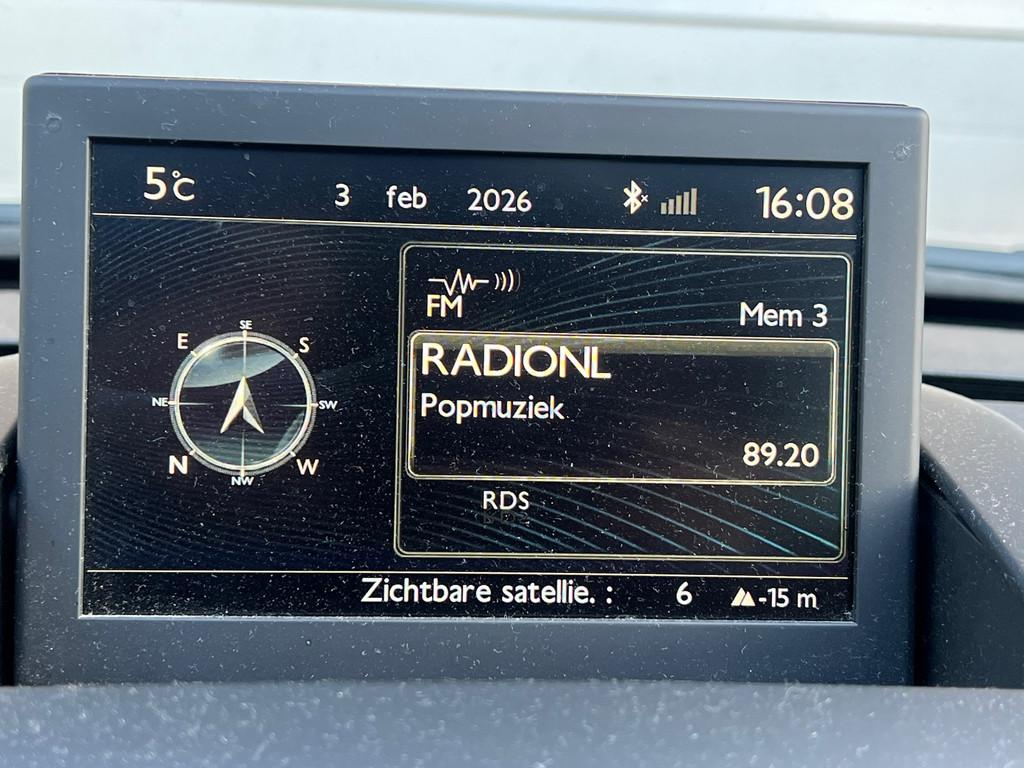 5°C 3 feb 2026 16:08
FM
Mem 3
RADIONL
Popmuziek
89.20
RDS
SE
E S
NE SW
N W
NW
Zichtbare satellie. : 6 -15 m